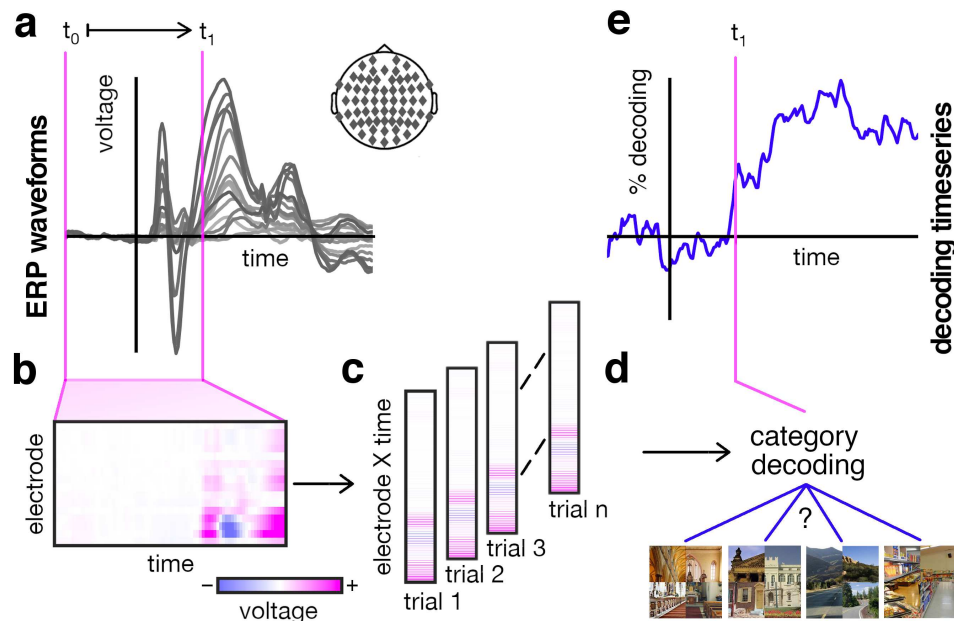 a
t0
t1
voltage
ERP waveforms
time
b
electrode
time
− +
voltage
c
electrode X time
trial 1
trial 2
trial 3
trial n
d
category
decoding
?
e
t1
% decoding
time
decoding timeseries